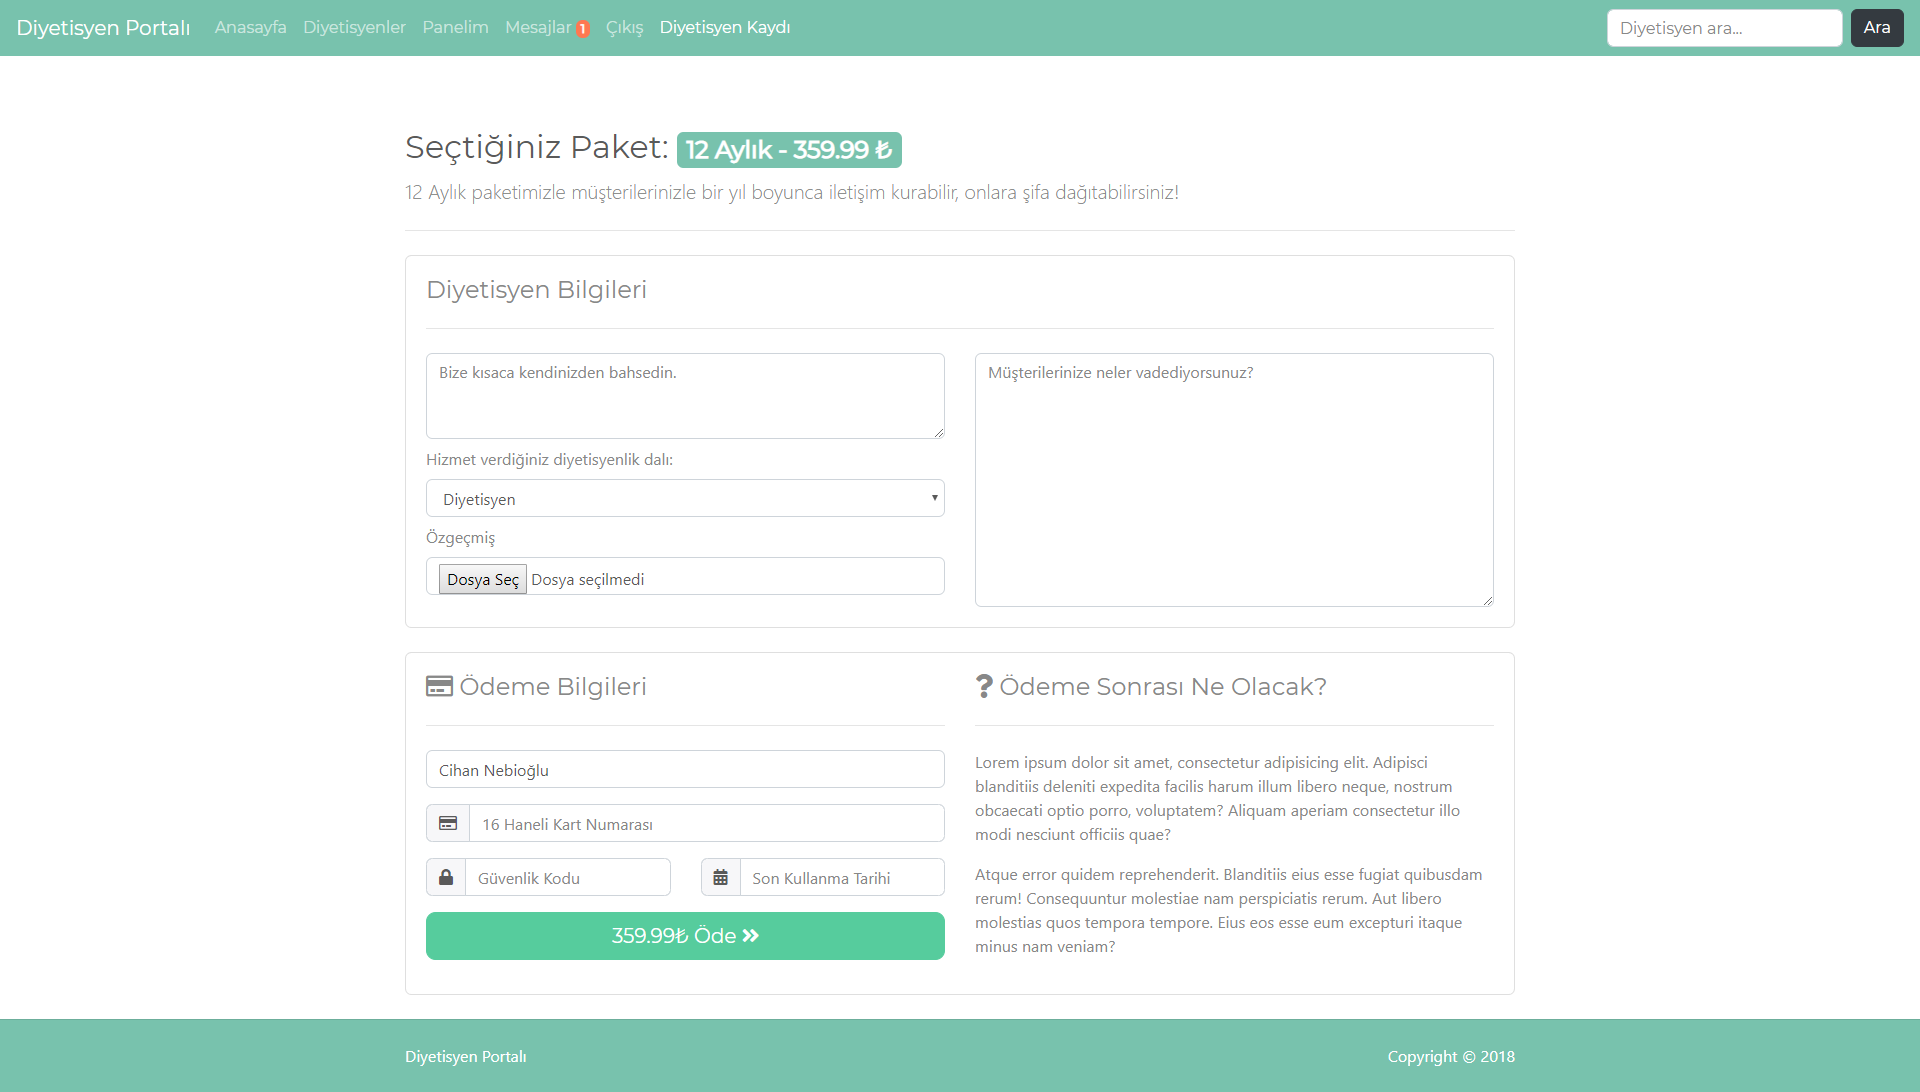 Diyetisyen Portalı Anasayfa Diyetisyenler Panelim Mesajlar 1 Çıkış Diyetisyen Kaydı Diyetisyen ara... Ara
Seçtiğiniz Paket: 12 Aylık - 359.99 ₺
12 Aylık paketimizle müşterilerinizle bir yıl boyunca iletişim kurabilir, onlara şifa dağıtabilirsiniz!
Diyetisyen Bilgileri
Bize kısaca kendinizden bahsedin.
Hizmet verdiğiniz diyetisyenlik dalı:
Diyetisyen
Özgeçmiş
Dosya Seç Dosya seçilmedi
Müşterilerinize neler vadediyorsunuz?
Ödeme Bilgileri
Cihan Nebioğlu
16 Haneli Kart Numarası
Güvenlik Kodu Son Kullanma Tarihi
359.99₺ Öde »
? Ödeme Sonrası Ne Olacak?
Lorem ipsum dolor sit amet, consectetur adipisicing elit. Adipisci
blanditiis deleniti expedita facilis harum illum libero neque, nostrum
obcaecati optio porro, voluptatem? Aliquam aperiam consectetur illo
modi nesciunt officiis quae?
Atque error quidem reprehenderit. Blanditiis eius esse fugiat quibusdam
rerum! Consequuntur molestiae nam perspiciatis rerum. Aut libero
molestias quos tempora tempore. Eius eos esse eum excepturi itaque
minus nam veniam?
Diyetisyen Portalı Copyright © 2018